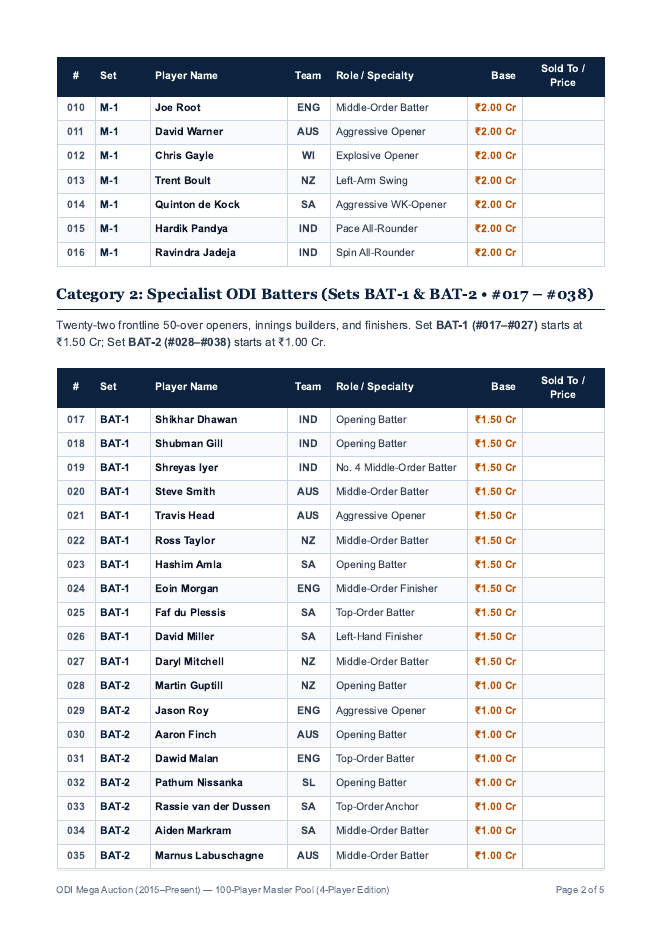 # Set Player Name Team Role / Specialty Base Sold To / Price
010 M-1 Joe Root ENG Middle-Order Batter ₹2.00 Cr
011 M-1 David Warner AUS Aggressive Opener ₹2.00 Cr
012 M-1 Chris Gayle WI Explosive Opener ₹2.00 Cr
013 M-1 Trent Boult NZ Left-Arm Swing ₹2.00 Cr
014 M-1 Quinton de Kock SA Aggressive WK-Opener ₹2.00 Cr
015 M-1 Hardik Pandya IND Pace All-Rounder ₹2.00 Cr
016 M-1 Ravindra Jadeja IND Spin All-Rounder ₹2.00 Cr
Category 2: Specialist ODI Batters (Sets BAT-1 & BAT-2 • #017 – #038)
Twenty-two frontline 50-over openers, innings builders, and finishers. Set BAT-1 (#017–#027) starts at
₹1.50 Cr; Set BAT-2 (#028–#038) starts at ₹1.00 Cr.
# Set Player Name Team Role / Specialty Base Sold To / Price
017 BAT-1 Shikhar Dhawan IND Opening Batter ₹1.50 Cr
018 BAT-1 Shubman Gill IND Opening Batter ₹1.50 Cr
019 BAT-1 Shreyas Iyer IND No. 4 Middle-Order Batter ₹1.50 Cr
020 BAT-1 Steve Smith AUS Middle-Order Batter ₹1.50 Cr
021 BAT-1 Travis Head AUS Aggressive Opener ₹1.50 Cr
022 BAT-1 Ross Taylor NZ Middle-Order Batter ₹1.50 Cr
023 BAT-1 Hashim Amla SA Opening Batter ₹1.50 Cr
024 BAT-1 Eoin Morgan ENG Middle-Order Finisher ₹1.50 Cr
025 BAT-1 Faf du Plessis SA Top-Order Batter ₹1.50 Cr
026 BAT-1 David Miller SA Left-Hand Finisher ₹1.50 Cr
027 BAT-1 Daryl Mitchell NZ Middle-Order Batter ₹1.50 Cr
028 BAT-2 Martin Guptill NZ Opening Batter ₹1.00 Cr
029 BAT-2 Jason Roy ENG Aggressive Opener ₹1.00 Cr
030 BAT-2 Aaron Finch AUS Opening Batter ₹1.00 Cr
031 BAT-2 Dawid Malan ENG Top-Order Batter ₹1.00 Cr
032 BAT-2 Pathum Nissanka SL Opening Batter ₹1.00 Cr
033 BAT-2 Rassie van der Dussen SA Top-Order Anchor ₹1.00 Cr
034 BAT-2 Aiden Markram SA Middle-Order Batter ₹1.00 Cr
035 BAT-2 Marnus Labuschagne AUS Middle-Order Batter ₹1.00 Cr
ODI Mega Auction (2015–Present) — 100-Player Master Pool (4-Player Edition) Page 2 of 5